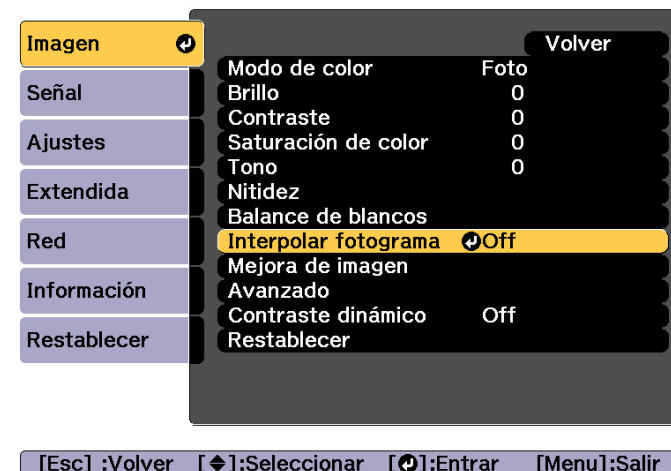 Imagen
Señal
Ajustes
Extendida
Red
Información
Restablecer
Volver
Modo de color Foto
Brillo 0
Contraste 0
Saturación de color 0
Tono 0
Nitidez
Balance de blancos
Interpolar fotograma Off
Mejora de imagen
Avanzado
Contraste dinámico Off
Restablecer
[Esc] :Volver [◆]:Seleccionar [↵]:Entrar [Menu]:Salir